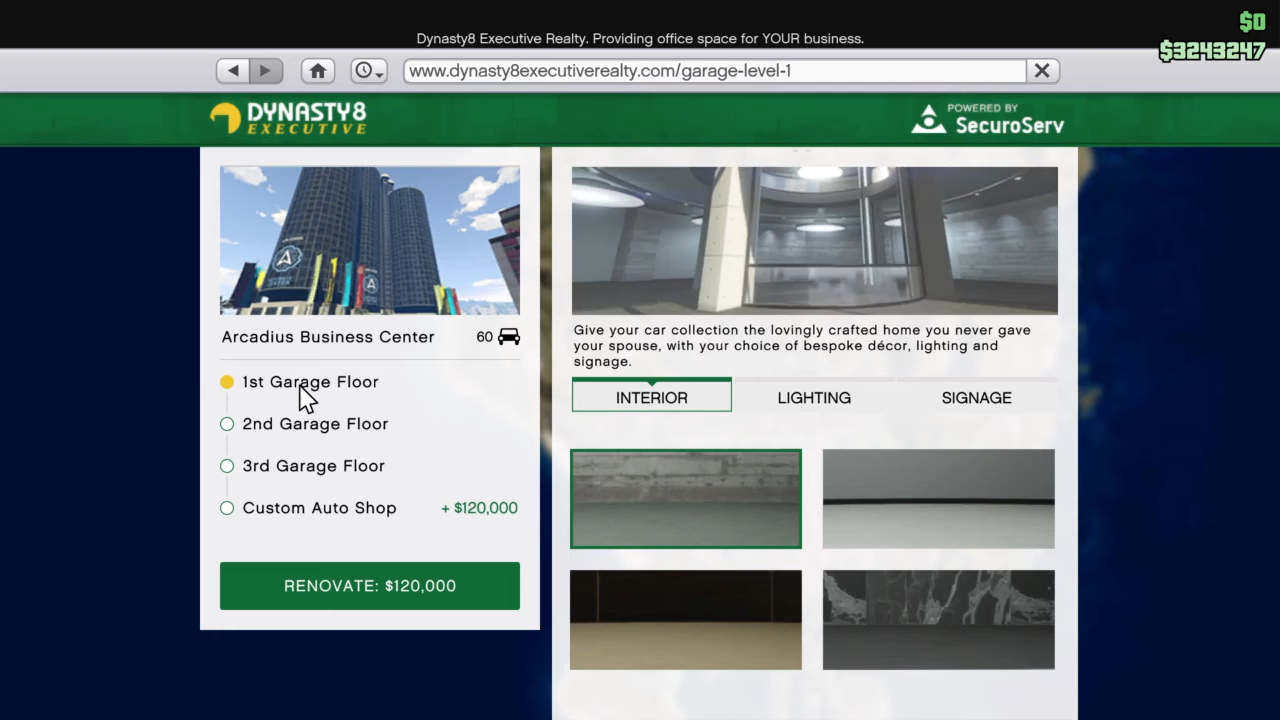 $0
Dynasty8 Executive Realty. Providing office space for YOUR business.
$3243247
www.dynasty8executiverealty.com/garage-level-1
DYNASTY8
EXECUTIVE
POWERED BY
SecuroServ
Arcadius Business Center 60
1st Garage Floor
2nd Garage Floor
3rd Garage Floor
Custom Auto Shop + $120,000
RENOVATE: $120,000
Give your car collection the lovingly crafted home you never gave
your spouse, with your choice of bespoke décor, lighting and
signage.
INTERIOR LIGHTING SIGNAGE